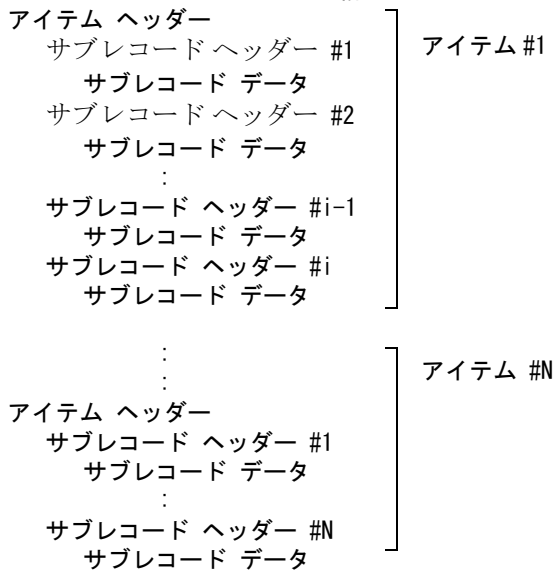 アイテム ヘッダー
サブレコード ヘッダー #1 アイテム #1
サブレコード データ
サブレコード ヘッダー #2
サブレコード データ
:
サブレコード ヘッダー #i-1
サブレコード データ
サブレコード ヘッダー #i
サブレコード データ
:
: アイテム #N
アイテム ヘッダー
サブレコード ヘッダー #1
サブレコード データ
:
サブレコード ヘッダー #N
サブレコード データ